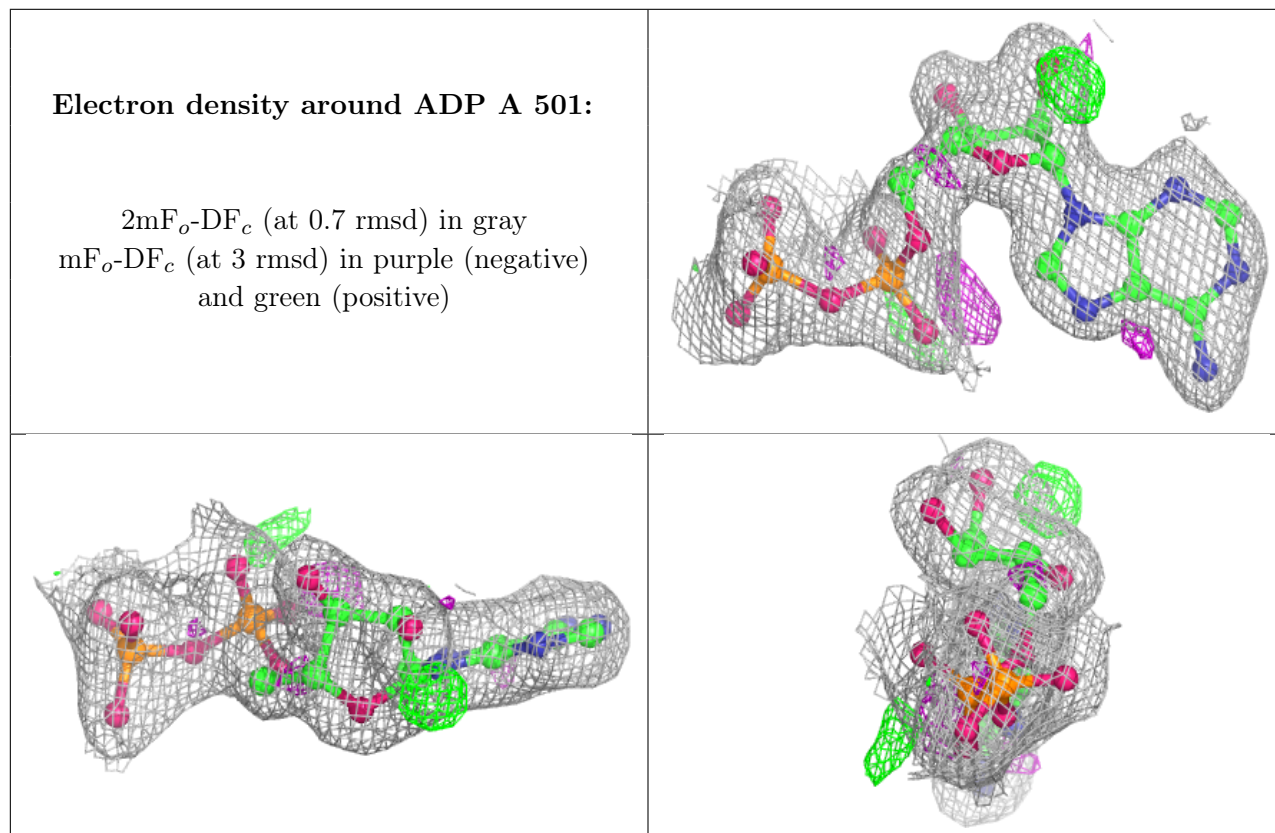 Electron density around ADP A 501:
2mFo-DFc (at 0.7 rmsd) in gray
mFo-DFc (at 3 rmsd) in purple (negative)
and green (positive)